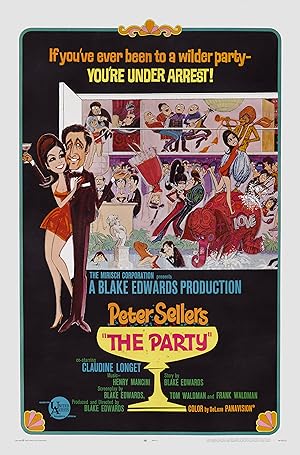 If you've ever been to a wilder party-
YOU'RE UNDER ARREST!
LOVE
THE MIRISCH CORPORATION presents
A BLAKE EDWARDS PRODUCTION
Peter Sellers
"THE PARTY"
co-starring
CLAUDINE LONGET
Music-
HENRY MANCINI
Story by
BLAKE EDWARDS
Screenplay by
BLAKE EDWARDS, TOM WALDMAN and FRANK WALDMAN
Produced and Directed by
BLAKE EDWARDS
COLOR by DeLuxe PANAVISION®
United
Artists